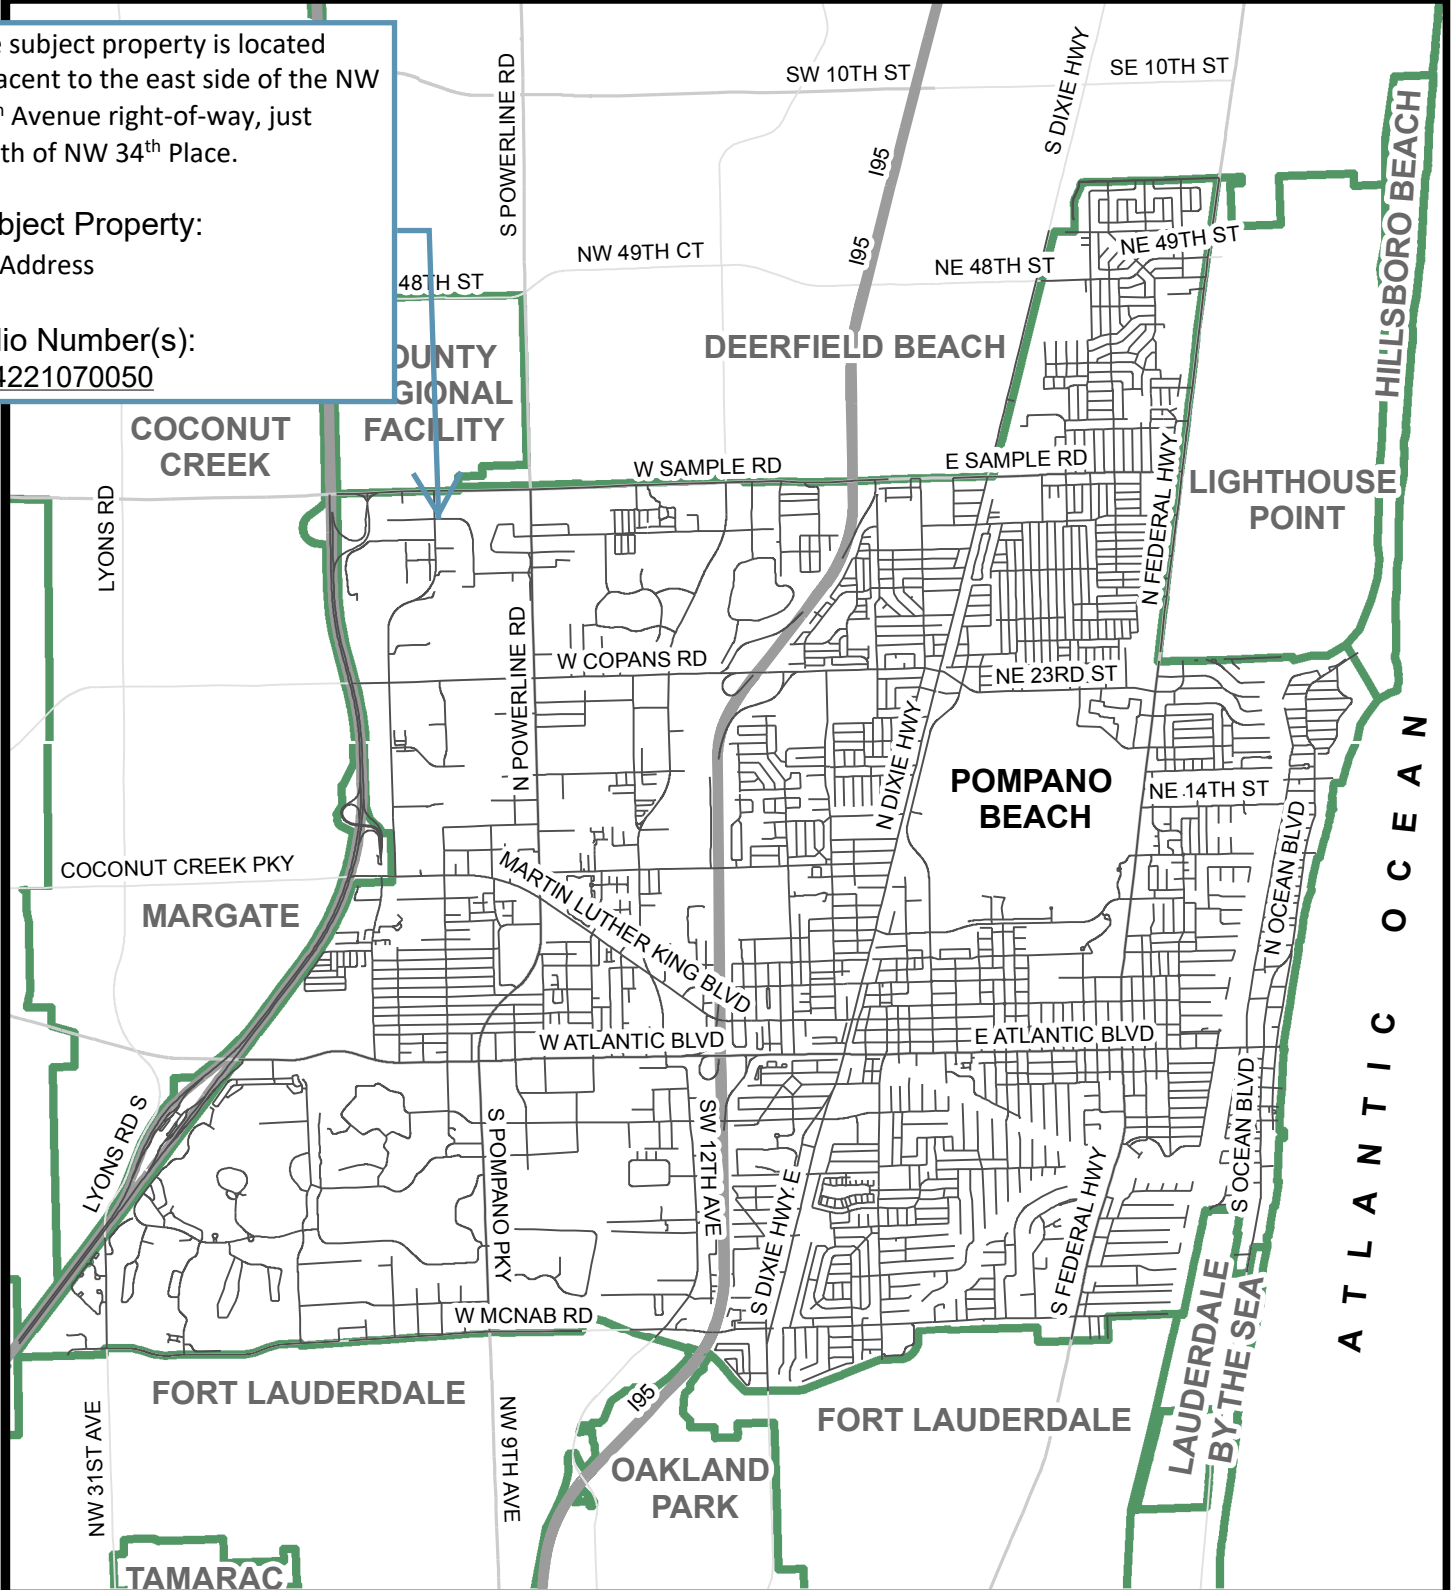 e subject property is located
acent to the east side of the NW
h Avenue right-of-way, just
th of NW 34th Place.
bject Property:
Address
lio Number(s):
4221070050
S POWERLINE RD
SW 10TH ST
S DIXIE HWY
SE 10TH ST
I95
HILLSBORO BEACH
NW 49TH CT
I95
NE 48TH ST
NE 49TH ST
48TH ST
OUNTY
GIONAL
FACILITY
DEERFIELD BEACH
COCONUT
CREEK
W SAMPLE RD
E SAMPLE RD
LIGHTHOUSE
POINT
LYONS RD
N FEDERAL HWY
N POWERLINE RD
W COPANS RD
NE 23RD ST
N DIXIE HWY
POMPANO
BEACH
NE 14TH ST
N OCEAN BLVD
ATLANTIC OCEAN
COCONUT CREEK PKY
MARTIN LUTHER KING BLVD
MARGATE
W ATLANTIC BLVD
E ATLANTIC BLVD
LYONS RD S
S POMPANO PKY
SW 12TH AVE
S DIXIE HWY E
S FEDERAL HWY
S OCEAN BLVD
W MCNAB RD
LAUDERDALE
BY THE SEA
FORT LAUDERDALE
I95
FORT LAUDERDALE
NW 31ST AVE
NW 9TH AVE
OAKLAND
PARK
TAMARAC